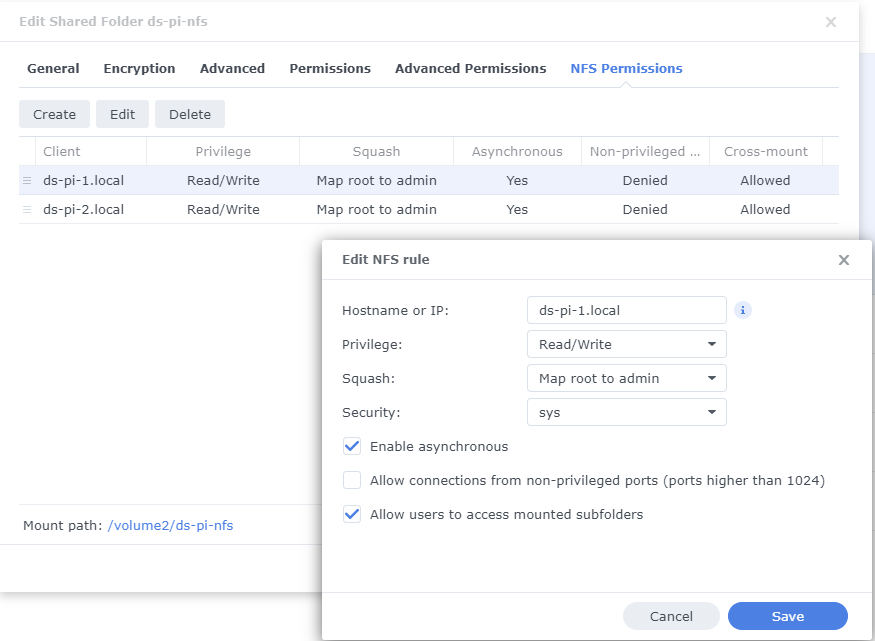 Edit Shared Folder ds-pi-nfs
General Encryption Advanced Permissions Advanced Permissions NFS Permissions
Create Edit Delete
Client Privilege Squash Asynchronous Non-privileged ... Cross-mount
ds-pi-1.local Read/Write Map root to admin Yes Denied Allowed
ds-pi-2.local Read/Write Map root to admin Yes Denied Allowed
Edit NFS rule
Hostname or IP: ds-pi-1.local
Privilege: Read/Write
Squash: Map root to admin
Security: sys
Enable asynchronous
Allow connections from non-privileged ports (ports higher than 1024)
Allow users to access mounted subfolders
Mount path: /volume2/ds-pi-nfs
Cancel Save